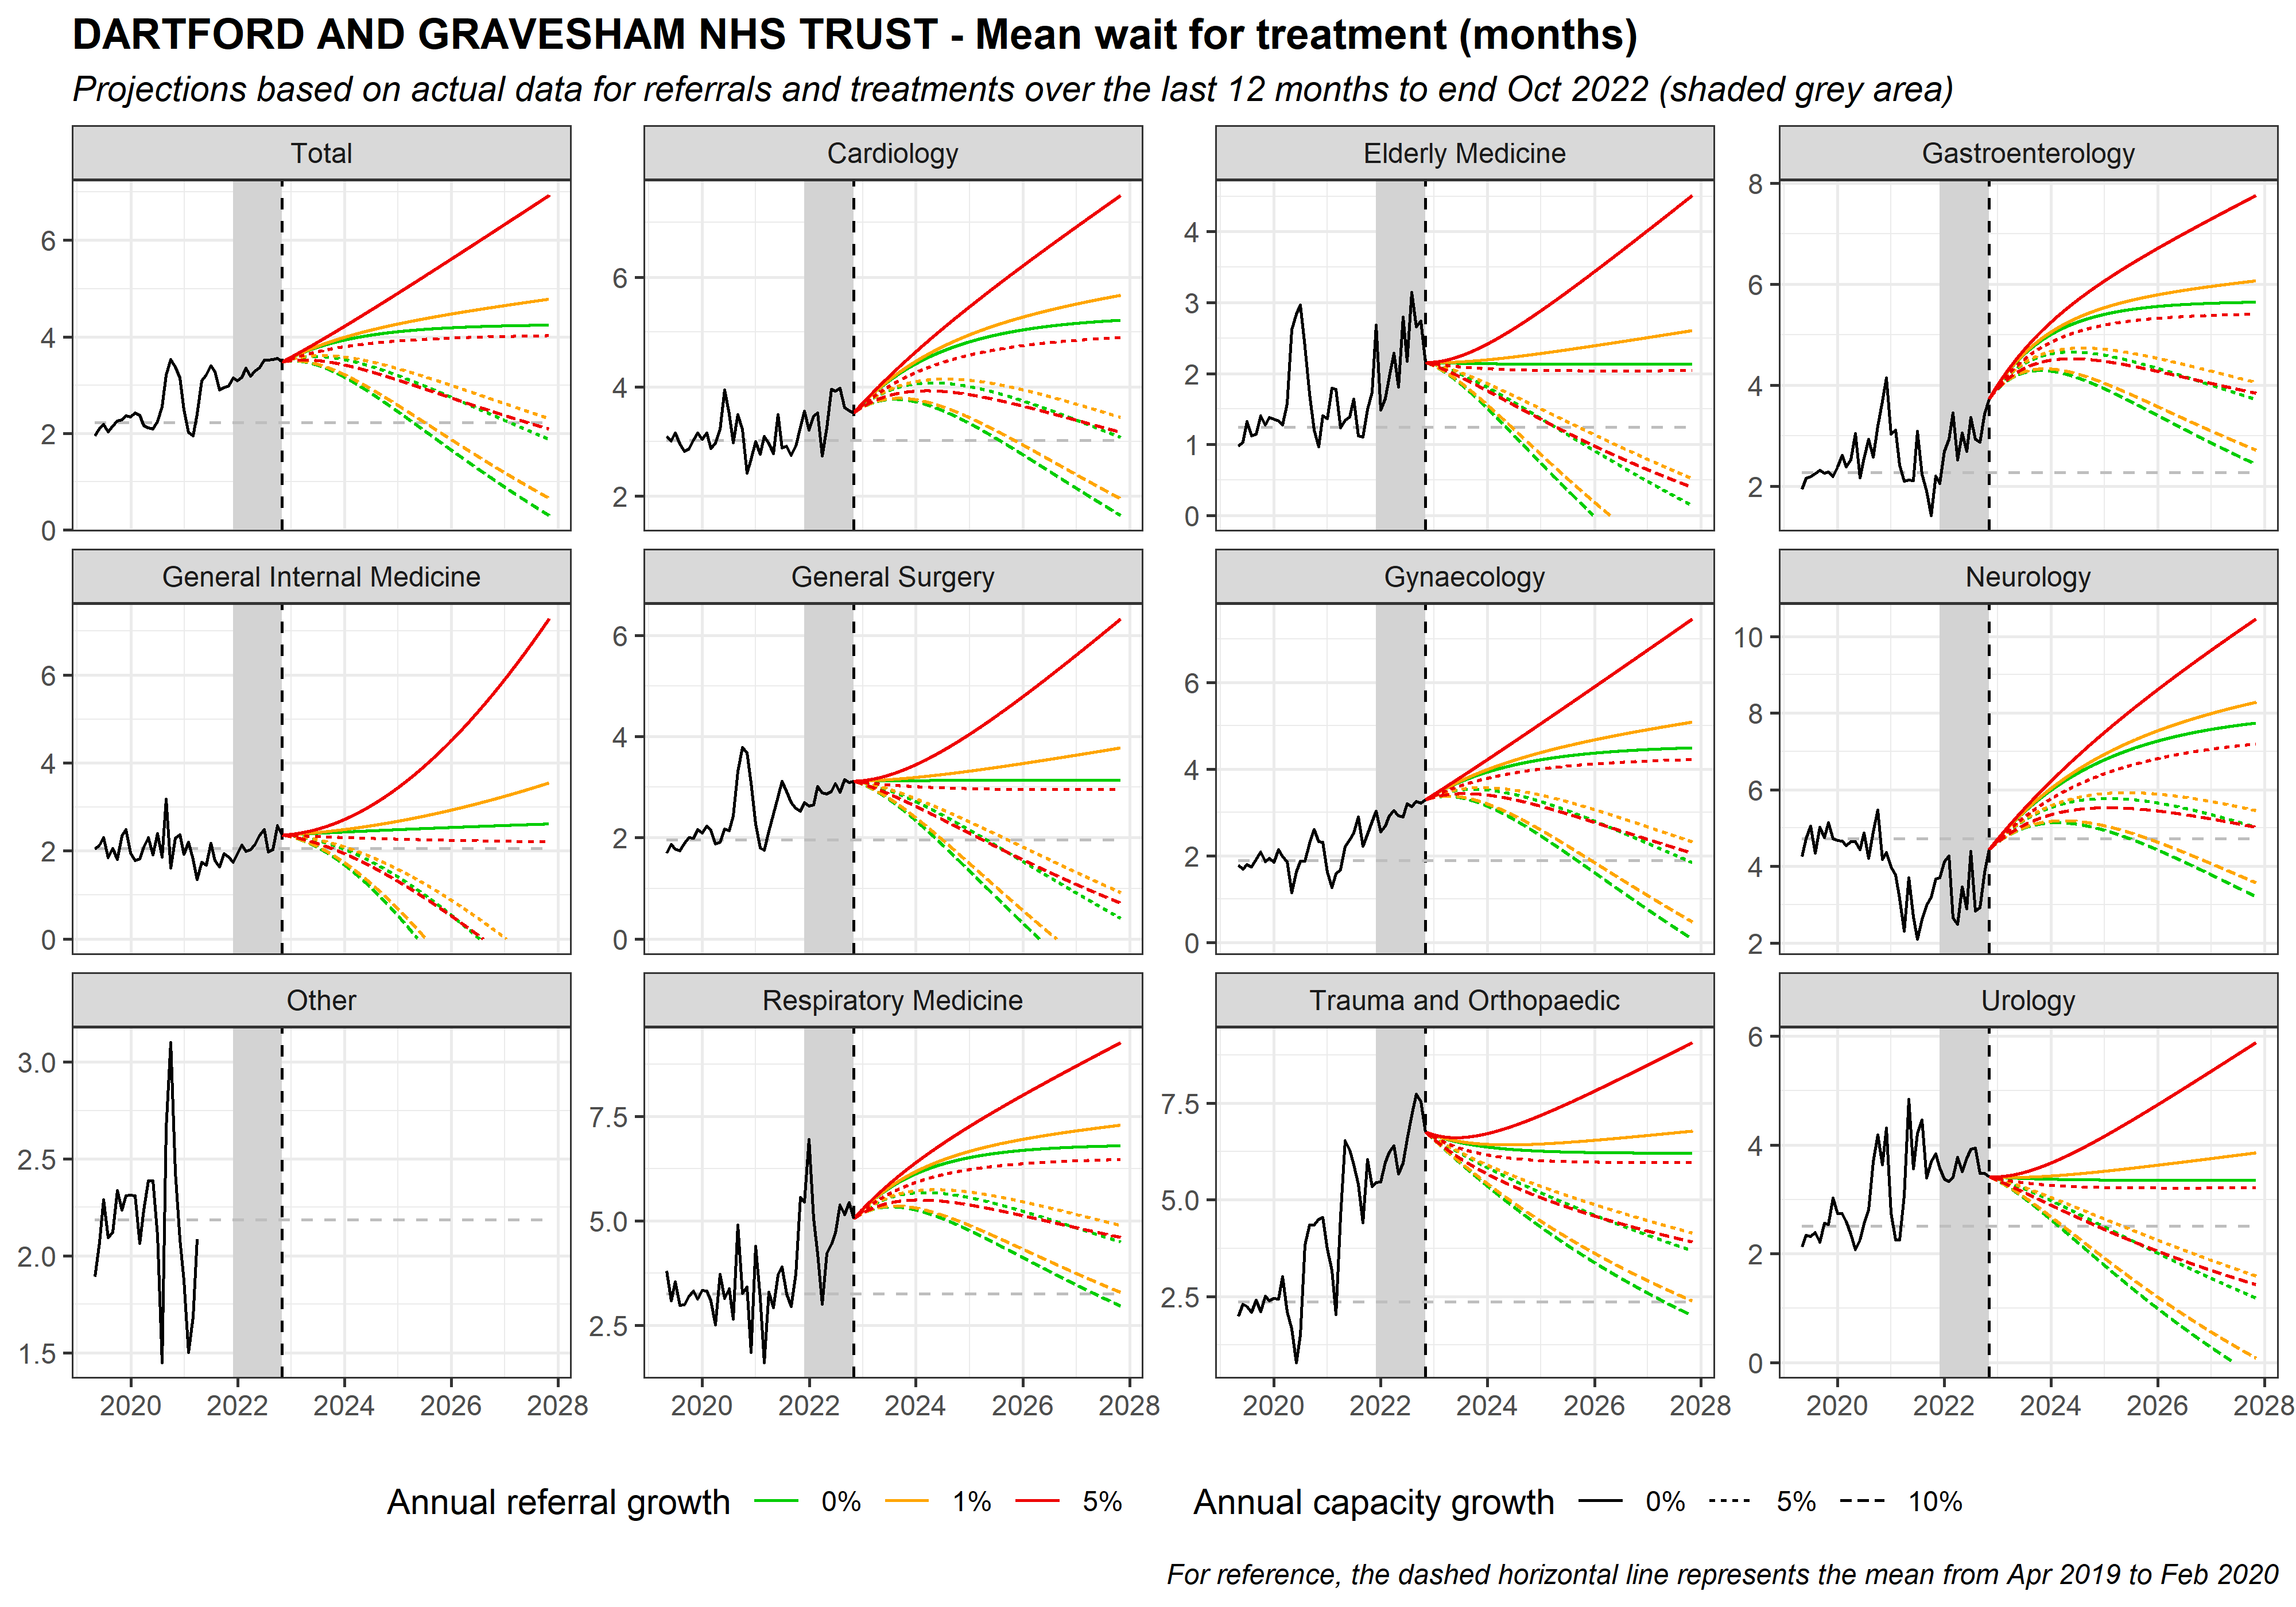 DARTFORD AND GRAVESHAM NHS TRUST - Mean wait for treatment (months)
Projections based on actual data for referrals and treatments over the last 12 months to end Oct 2022 (shaded grey area)
Total
Cardiology
Elderly Medicine
Gastroenterology
6
4
2
0
6
4
2
4
3
2
1
0
8
6
4
2
General Internal Medicine
General Surgery
Gynaecology
Neurology
6
4
2
0
6
4
2
0
6
4
2
0
10
8
6
4
2
Other
Respiratory Medicine
Trauma and Orthopaedic
Urology
3.0
2.5
2.0
1.5
7.5
5.0
2.5
7.5
5.0
2.5
6
4
2
0
2020 2022 2024 2026 2028
2020 2022 2024 2026 2028
2020 2022 2024 2026 2028
2020 2022 2024 2026 2028
Annual referral growth 0% 1% 5%
Annual capacity growth 0% 5% 10%
For reference, the dashed horizontal line represents the mean from Apr 2019 to Feb 2020